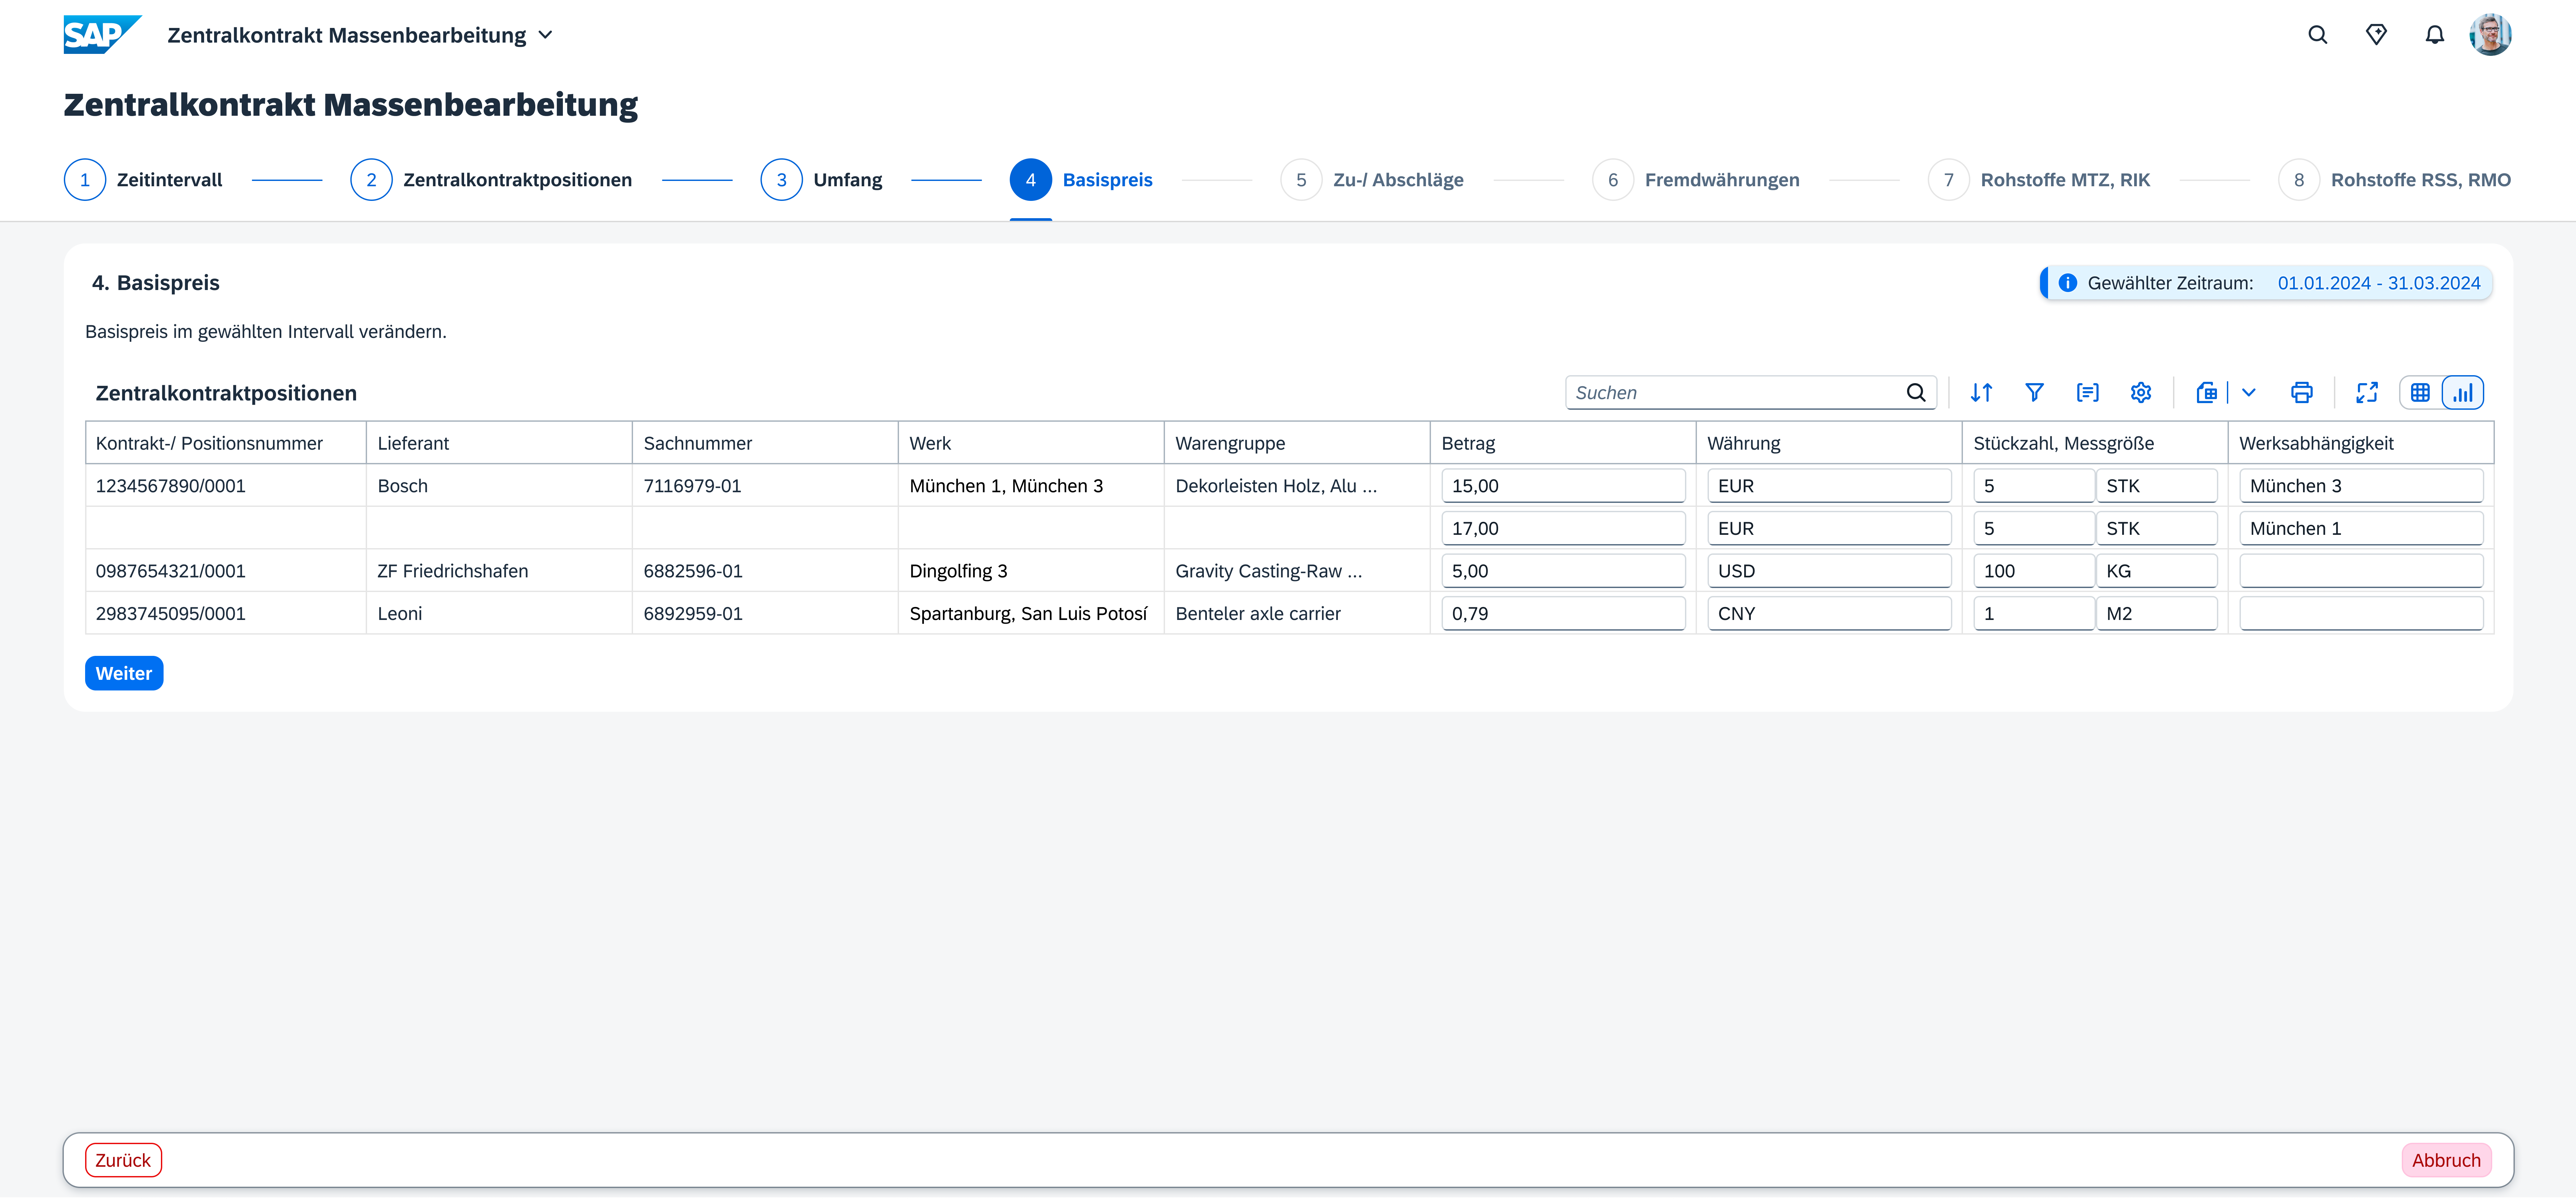 SAP Zentralkontrakt Massenbearbeitung
Zentralkontrakt Massenbearbeitung
1 Zeitintervall 2 Zentralkontraktpositionen 3 Umfang 4 Basispreis 5 Zu-/ Abschläge 6 Fremdwährungen 7 Rohstoffe MTZ, RIK 8 Rohstoffe RSS, RMO
4. Basispreis Gewählter Zeitraum: 01.01.2024 - 31.03.2024
Basispreis im gewählten Intervall verändern.
Zentralkontraktpositionen Suchen
Kontrakt-/ Positionsnummer Lieferant Sachnummer Werk Warengruppe Betrag Währung Stückzahl, Messgröße Werksabhängigkeit
1234567890/0001 Bosch 7116979-01 München 1, München 3 Dekorleisten Holz, Alu ... 15,00 EUR 5 STK München 3
17,00 EUR 5 STK München 1
0987654321/0001 ZF Friedrichshafen 6882596-01 Dingolfing 3 Gravity Casting-Raw ... 5,00 USD 100 KG
2983745095/0001 Leoni 6892959-01 Spartanburg, San Luis Potosí Benteler axle carrier 0,79 CNY 1 M2
Weiter
Zurück Abbruch